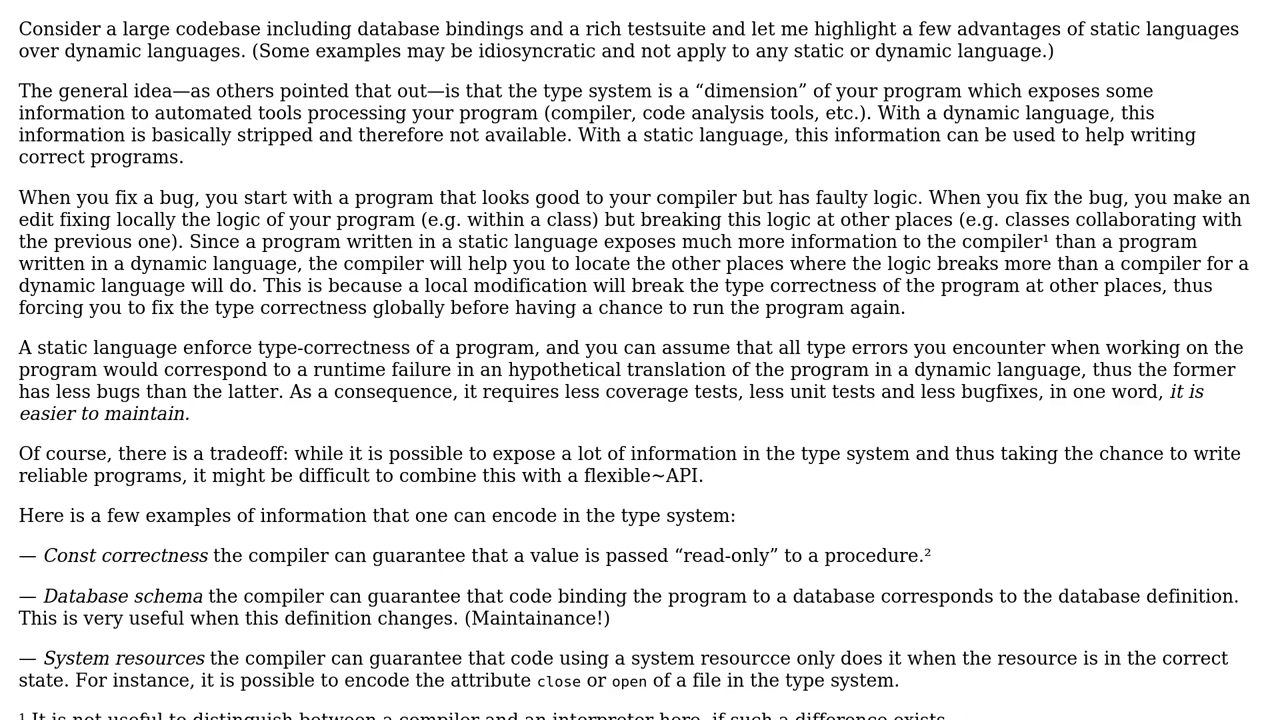 Consider a large codebase including database bindings and a rich testsuite and let me highlight a few advantages of static languages
over dynamic languages. (Some examples may be idiosyncratic and not apply to any static or dynamic language.)
The general idea—as others pointed that out—is that the type system is a “dimension” of your program which exposes some
information to automated tools processing your program (compiler, code analysis tools, etc.). With a dynamic language, this
information is basically stripped and therefore not available. With a static language, this information can be used to help writing
correct programs.
When you fix a bug, you start with a program that looks good to your compiler but has faulty logic. When you fix the bug, you make an
edit fixing locally the logic of your program (e.g. within a class) but breaking this logic at other places (e.g. classes collaborating with
the previous one). Since a program written in a static language exposes much more information to the compiler¹ than a program
written in a dynamic language, the compiler will help you to locate the other places where the logic breaks more than a compiler for a
dynamic language will do. This is because a local modification will break the type correctness of the program at other places, thus
forcing you to fix the type correctness globally before having a chance to run the program again.
A static language enforce type-correctness of a program, and you can assume that all type errors you encounter when working on the
program would correspond to a runtime failure in an hypothetical translation of the program in a dynamic language, thus the former
has less bugs than the latter. As a consequence, it requires less coverage tests, less unit tests and less bugfixes, in one word, it is
easier to maintain.
Of course, there is a tradeoff: while it is possible to expose a lot of information in the type system and thus taking the chance to write
reliable programs, it might be difficult to combine this with a flexible~API.
Here is a few examples of information that one can encode in the type system:
— Const correctness the compiler can guarantee that a value is passed “read-only” to a procedure.²
— Database schema the compiler can guarantee that code binding the program to a database corresponds to the database definition.
This is very useful when this definition changes. (Maintainance!)
— System resources the compiler can guarantee that code using a system resourcce only does it when the resource is in the correct
state. For instance, it is possible to encode the attribute close or open of a file in the type system.
¹ It is not useful to distinguish between a compiler and an interpreter here, if such a difference exists.